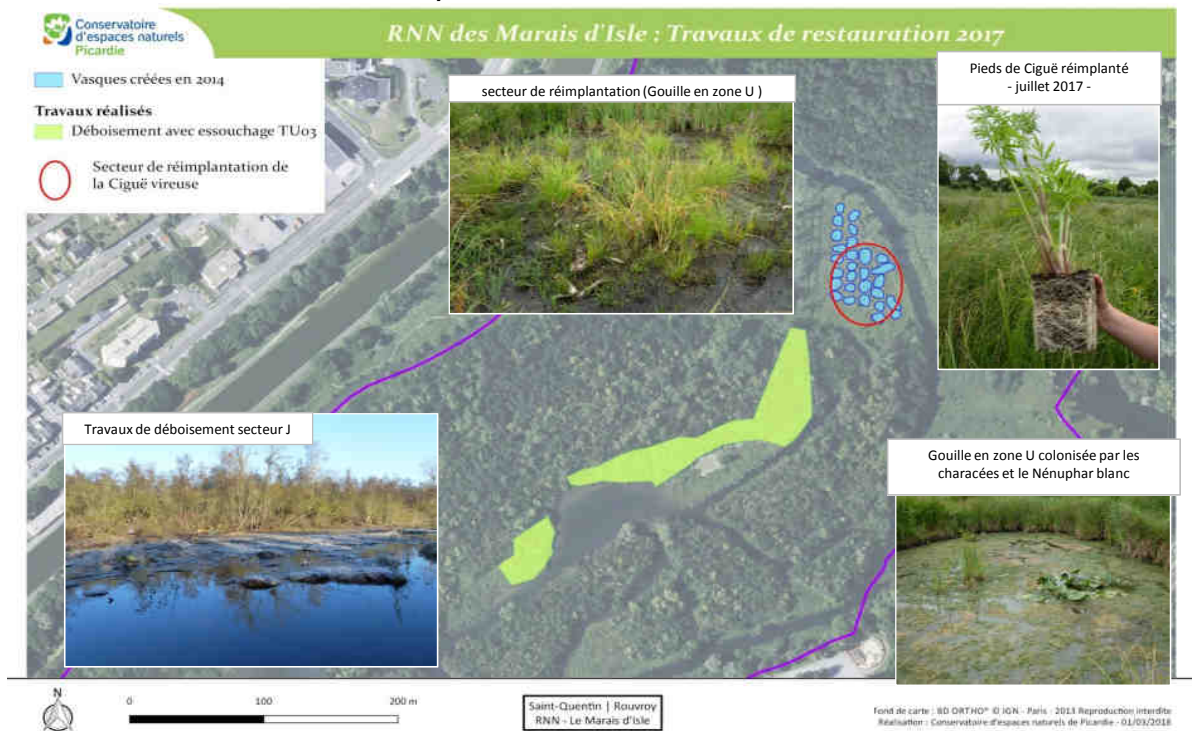 Conservatoire
d'espaces naturels
Picardie
RNN des Marais d'Isle : Travaux de restauration 2017
Vasques créées en 2014
Travaux réalisés
Déboisement avec essouchage TU03
Secteur de réimplantation de
la Ciguë vireuse
secteur de réimplantation (Gouille en zone U )
Pieds de Ciguë réimplanté
- juillet 2017 -
Travaux de déboisement secteur J
Gouille en zone U colonisée par les
characées et le Nénuphar blanc
N
0 100 200 m
Saint-Quentin | Rouvroy
RNN - Le Marais d'Isle
Fond de carte : BD ORTHO® © IGN - Paris - 2013 Reproduction interdite
Réalisation : Conservatoire d'espaces naturels de Picardie - 01/03/2018